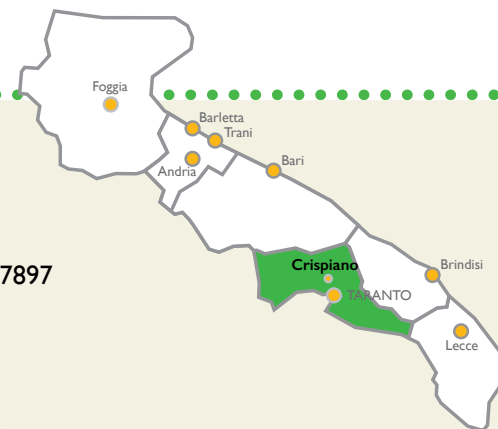 Foggia
Barletta
Trani
Andria
Bari
Crispiano
7897
Brindisi
TARANTO
Lecce